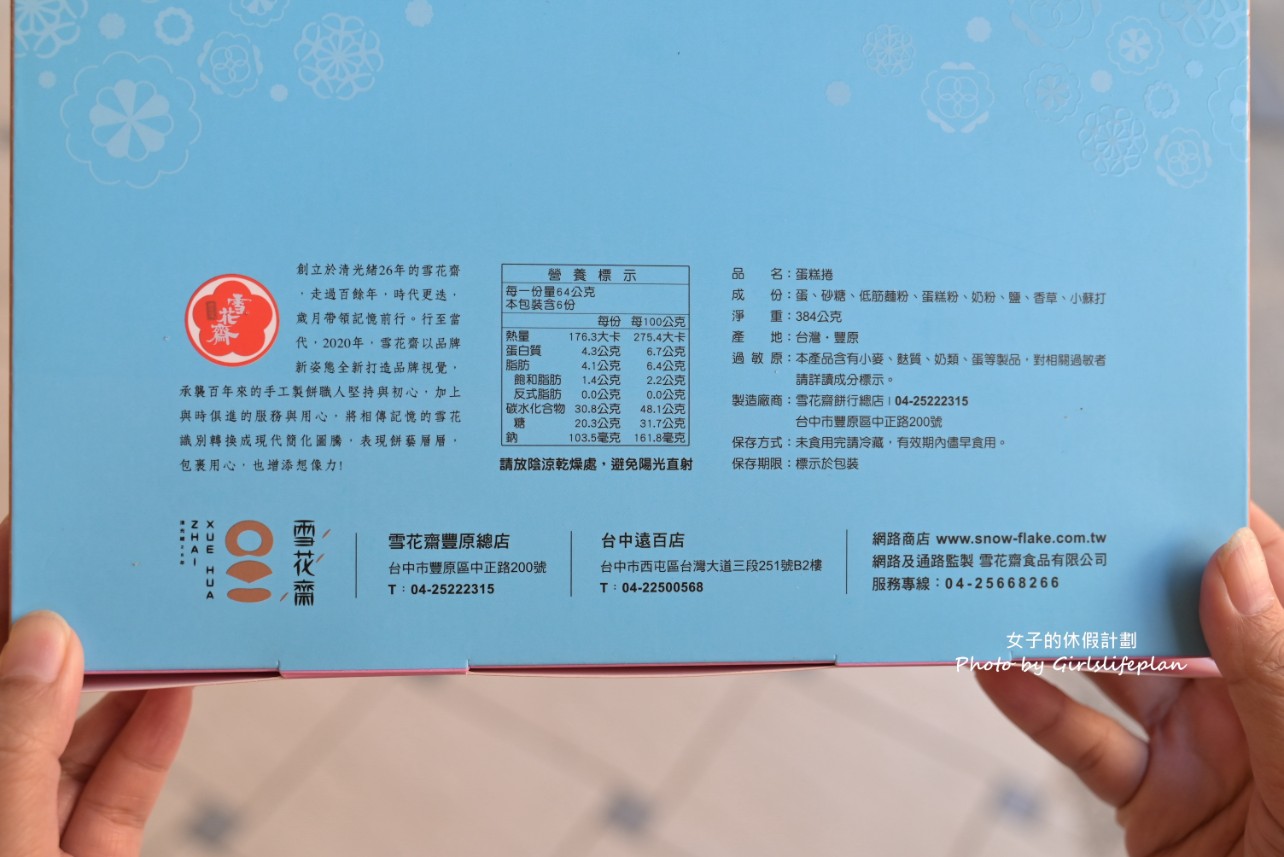 創立於清光緒26年的雪花齋
，走過百餘年，時代更迭，
歲月帶領記憶前行。行至當
代，2020年，雪花齋以品牌
新姿態全新打造品牌視覺，
承襲百年來的手工製餅職人堅持與初心，加上
與時俱進的服務與用心，將相傳記憶的雪花
識別轉換成現代簡化圖騰，表現餅藝層層，
包裹用心，也增添想像力!
雪花齋
營養標示
每一份量64公克
本包裝含6份
每份 每100公克
熱量 176.3大卡 275.4大卡
蛋白質 4.3公克 6.7公克
脂肪 4.1公克 6.4公克
飽和脂肪 1.4公克 2.2公克
反式脂肪 0.0公克 0.0公克
碳水化合物 30.8公克 48.1公克
糖 20.3公克 31.7公克
鈉 103.5毫克 161.8毫克
請放陰涼乾燥處，避免陽光直射
品名：蛋糕捲
成份：蛋、砂糖、低筋麵粉、蛋糕粉、奶粉、鹽、香草、小蘇打
淨重：384公克
產地：台灣・豐原
過敏原：本產品含有小麥、麩質、奶類、蛋等製品，對相關過敏者
請詳讀成分標示。
製造廠商：雪花齋餅行總店 | 04-25222315
台中市豐原區中正路200號
保存方式：未食用完請冷藏，有效期內儘早食用。
保存期限：標示於包裝
XUE HUA
ZHAI
雪花齋
雪花齋豐原總店
台中市豐原區中正路200號
T：04-25222315
台中遠百店
台中市西屯區台灣大道三段251號B2樓
T：04-22500568
網路商店 www.snow-flake.com.tw
網路及通路監製 雪花齋食品有限公司
服務專線：04-25668266
女子的休假計劃
Photo by Girlslifeplan